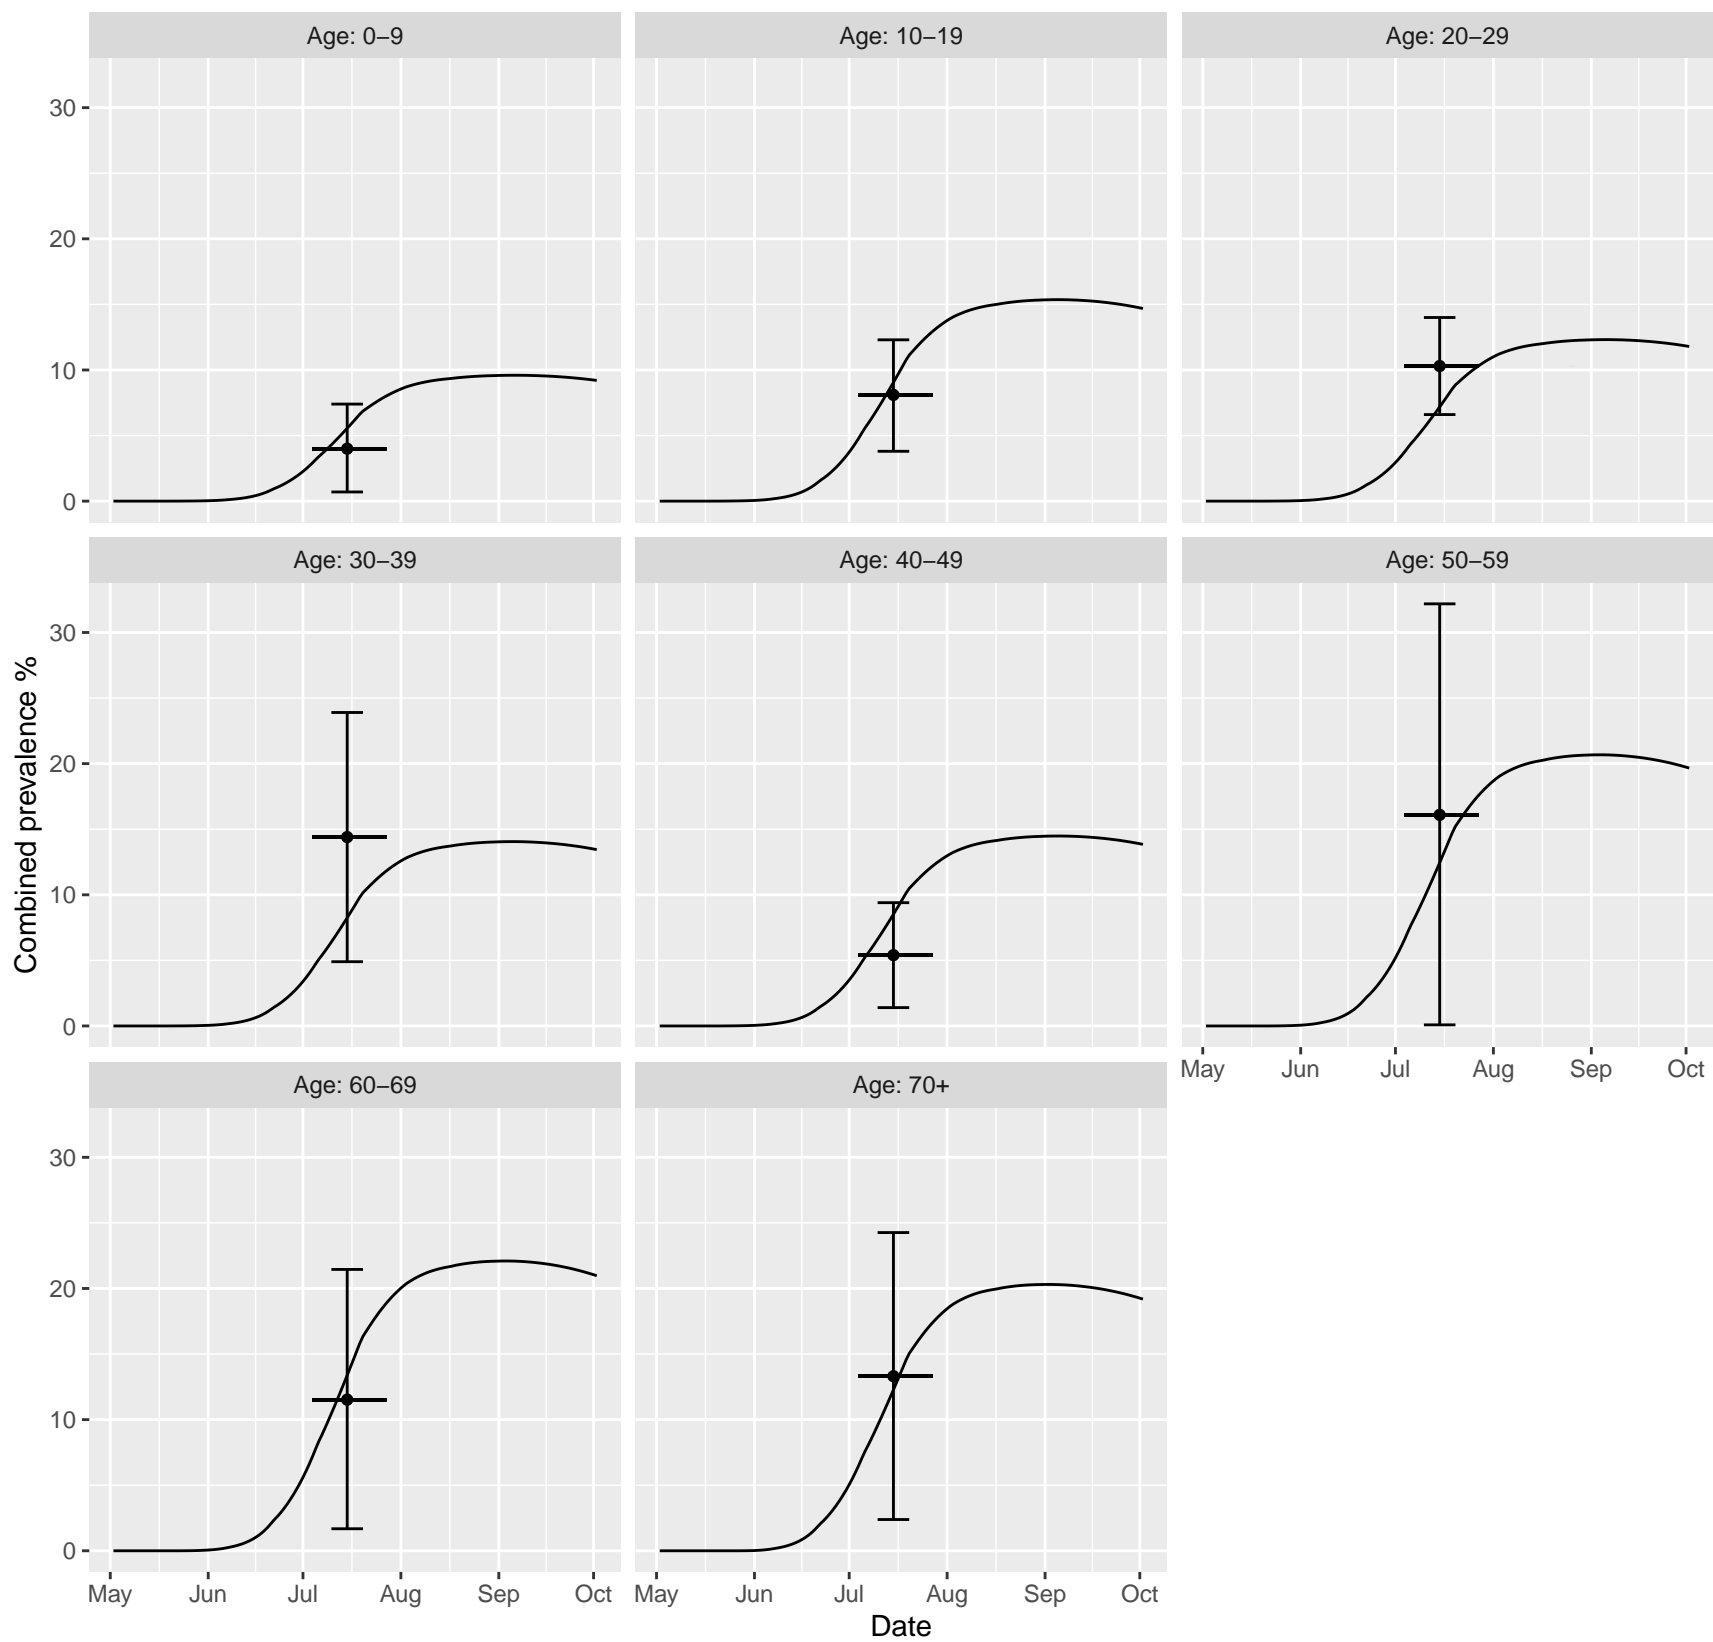 Age: 0–9
Age: 10–19
Age: 20–29
30
20
10
0
Age: 30–39
Age: 40–49
Age: 50–59
30
20
10
0
Combined prevalence %
May Jun Jul Aug Sep Oct
Age: 60–69
Age: 70+
30
20
10
0
May Jun Jul Aug Sep Oct
May Jun Jul Aug Sep Oct
Date